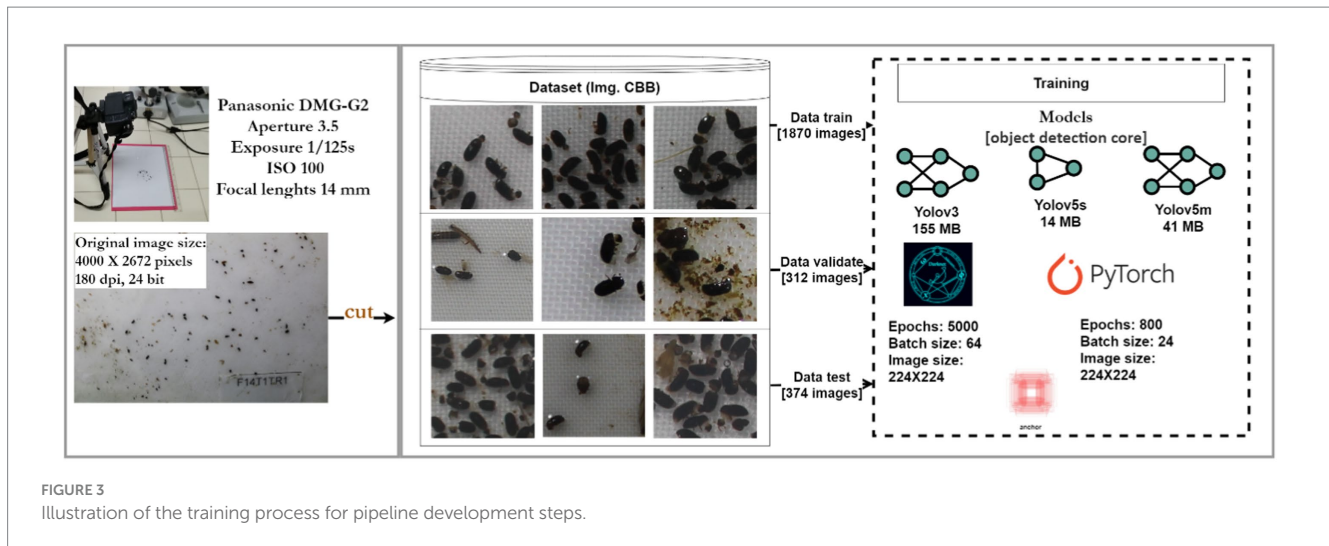 Panasonic DMG-G2
Aperture 3.5
Exposure 1/125s
ISO 100
Focal lenghts 14 mm
Original image size:
4000 X 2672 pixels
180 dpi, 24 bit
F14T1TR1
cut
Dataset (Img. CBB)
Data train
[1870 images]
Data validate
[312 images]
Data test
[374 images]
Training
Models
[object detection core]
Yolov3
155 MB
Yolov5s
14 MB
Yolov5m
41 MB
PyTorch
Epochs: 5000
Batch size: 64
Image size:
224X224
Epochs: 800
Batch size: 24
Image size:
224X224
anchor
FIGURE 3
Illustration of the training process for pipeline development steps.